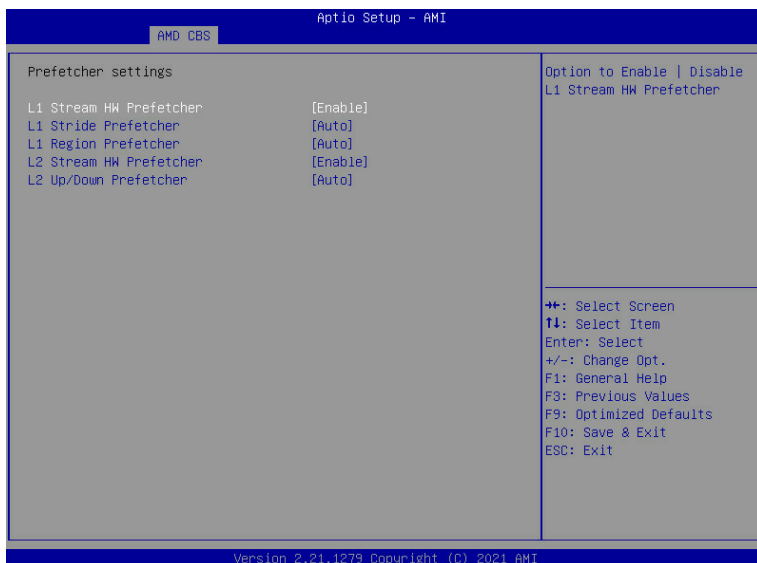 Aptio Setup - AMI
AMD CBS
Prefetcher settings
L1 Stream HW Prefetcher [Enable]
L1 Stride Prefetcher [Auto]
L1 Region Prefetcher [Auto]
L2 Stream HW Prefetcher [Enable]
L2 Up/Down Prefetcher [Auto]
Option to Enable | Disable
L1 Stream HW Prefetcher
→←: Select Screen
↑↓: Select Item
Enter: Select
+/-: Change Opt.
F1: General Help
F3: Previous Values
F9: Optimized Defaults
F10: Save & Exit
ESC: Exit
Version 2.21.1279 Copyright (C) 2021 AMI